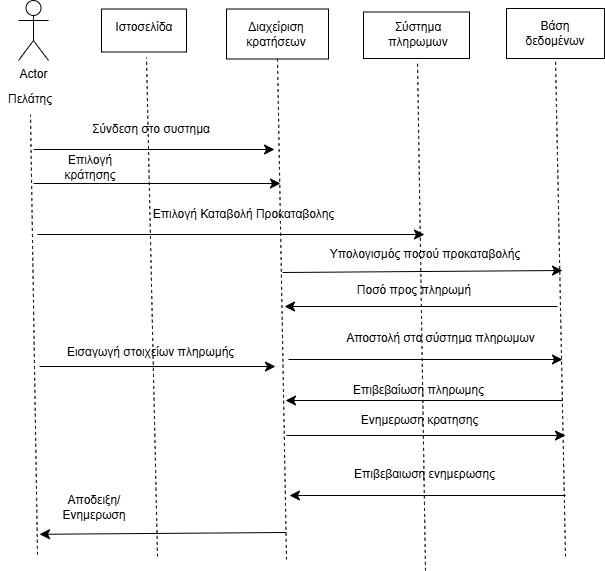 Ιστοσελίδα
Διαχείριση
κρατήσεων
Σύστημα
πληρωμων
Βάση
δεδομένων
Actor
Πελάτης
Σύνδεση στο συστημα
Επιλογή
κράτησης
Επιλογή Καταβολή Προκαταβολης
Υπολογισμός ποσού προκαταβολής
Ποσό προς πληρωμή
Αποστολή στο σύστημα πληρωμων
Εισαγωγή στοιχείων πληρωμής
Επιβεβαίωση πληρωμης
Ενημερωση κρατησης
Επιβεβαιωση ενημερωσης
Αποδειξη/
Ενημερωση